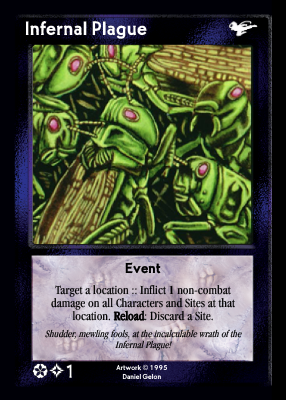 Infernal Plague
Event
Target a location :: Inflict 1 non-combat
damage on all Characters and Sites at that
location. Reload: Discard a Site.
Shudder, mewling fools, at the incalculable wrath of the
Infernal Plague!
1
Artwork © 1995
Daniel Gelon